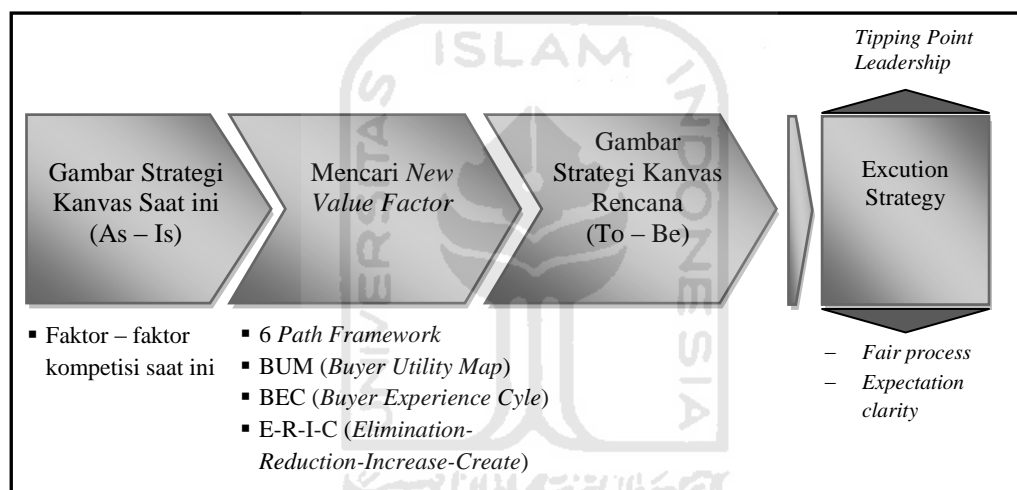 ISLAM
UNIVERSITAS
INDONESIA
Tipping Point
Leadership
Gambar Strategi
Kanvas Saat ini
(As – Is)
Mencari New
Value Factor
Gambar
Strategi Kanvas
Rencana
(To – Be)
Excution
Strategy
▪ Faktor – faktor
kompetisi saat ini
▪ 6 Path Framework
▪ BUM (Buyer Utility Map)
▪ BEC (Buyer Experience Cyle)
▪ E-R-I-C (Elimination-
Reduction-Increase-Create)
– Fair process
– Expectation
clarity